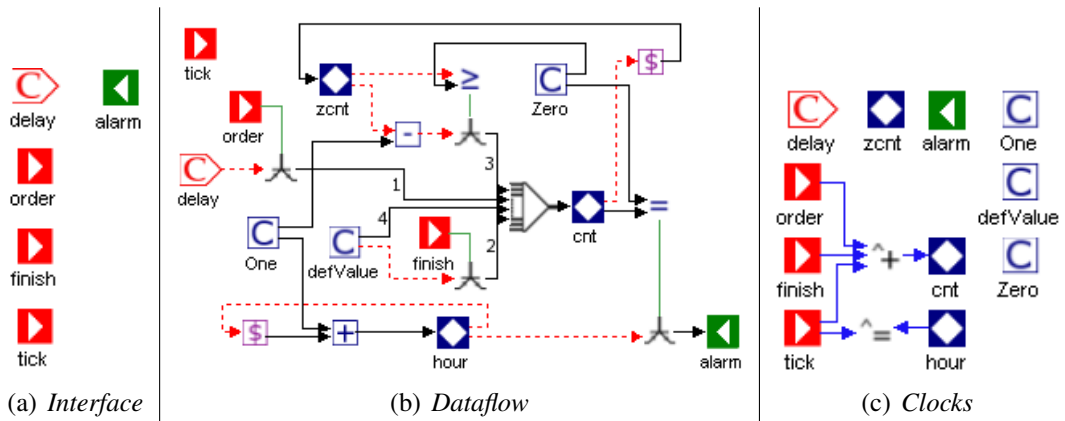 C
delay
alarm
order
finish
tick
(a) Interface
tick
zcnt
≥
C
Zero
$
order
-
delay
3
1
C
One
4
C
defValue
finish
2
cnt
=
$
+
hour
alarm
(b) Dataflow
C
delay
zcnt
alarm
C
One
order
C
defValue
finish
^+
cnt
C
Zero
tick
^=
hour
(c) Clocks